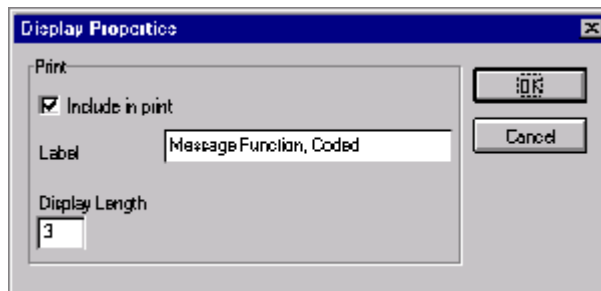 Display Properties
Print
Include in print
OK
Label
Message Function, Coded
Cancel
Display Length
3